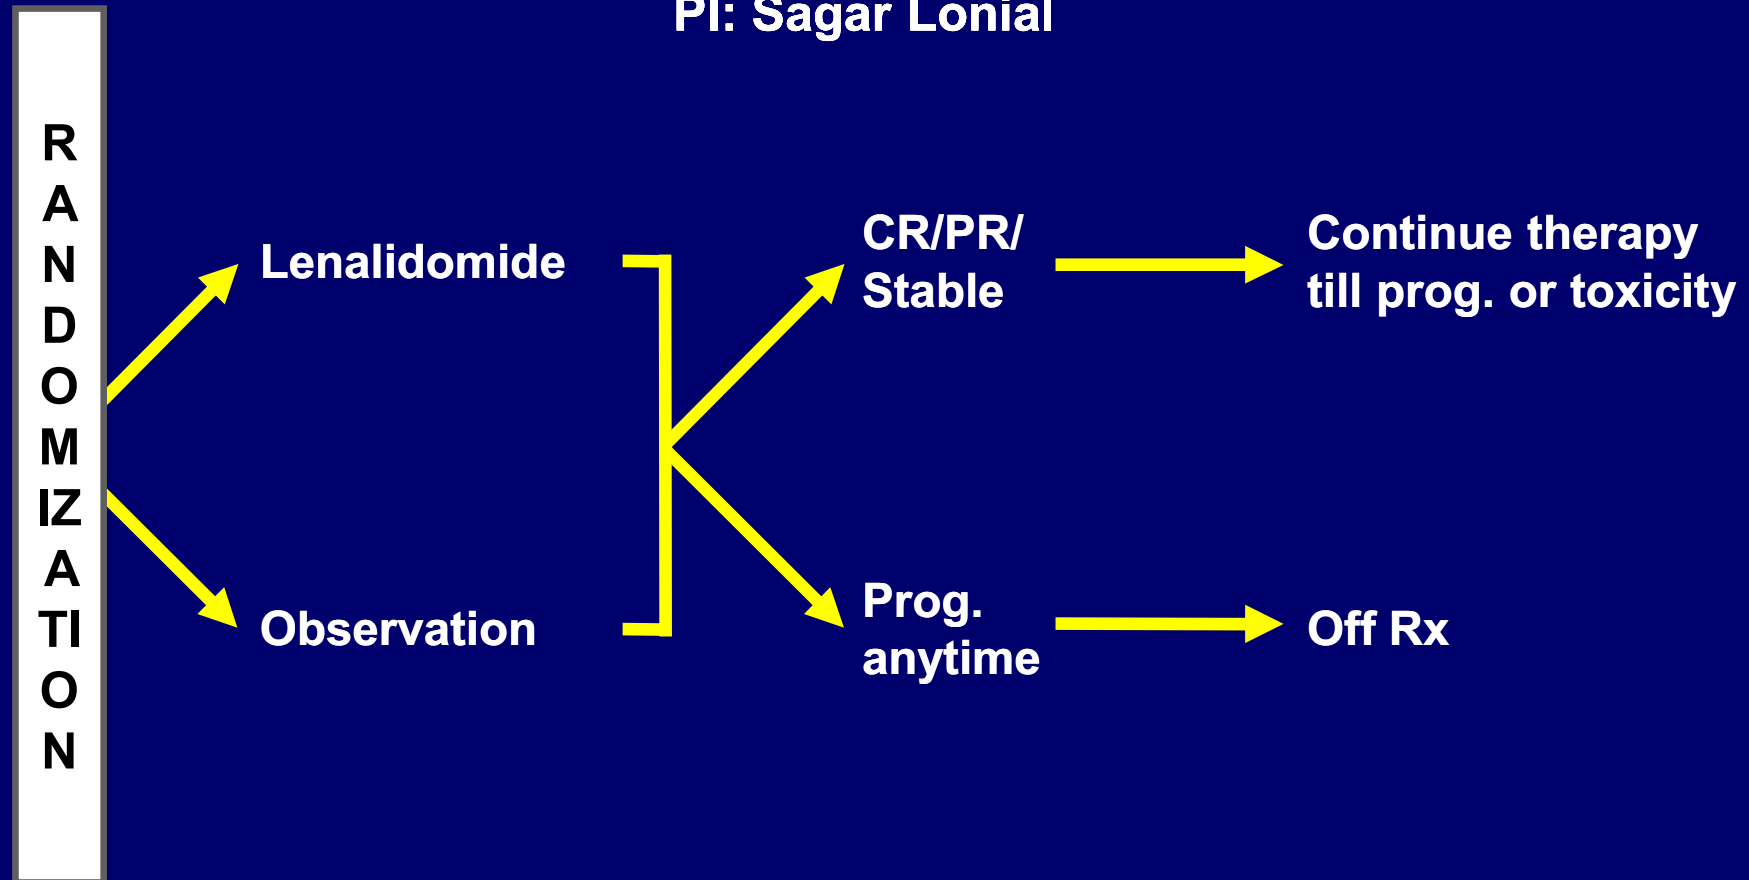 PI: Sagar Lonial
R
A
N
D
O
M
IZ
A
TI
O
N
Lenalidomide
Observation
CR/PR/
Stable
Prog.
anytime
Continue therapy
till prog. or toxicity
Off Rx